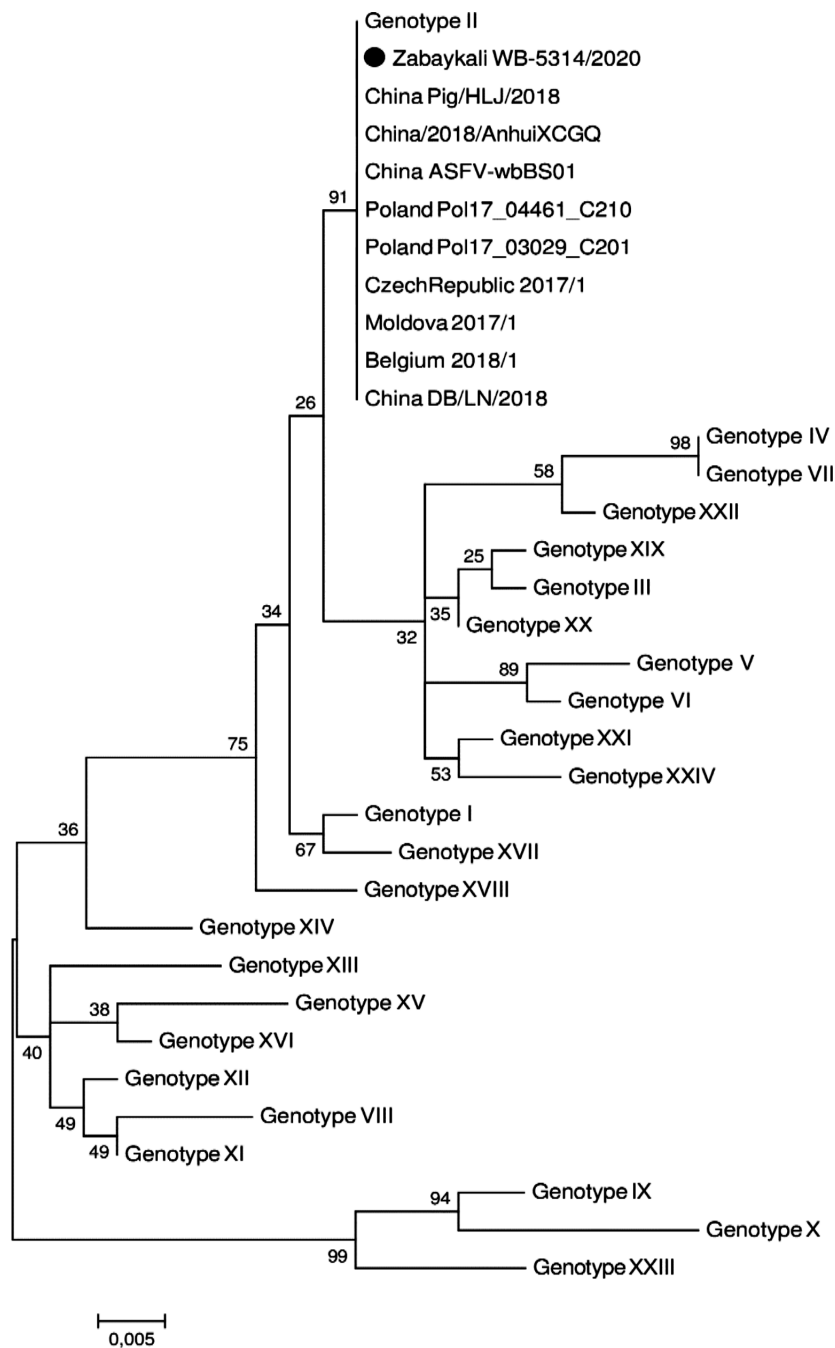 Genotype II
Zabaykali WB-5314/2020
China Pig/HLJ/2018
China/2018/AnhuiXCGQ
China ASFV-wbBS01
91
Poland Pol17_04461_C210
Poland Pol17_03029_C201
CzechRepublic 2017/1
Moldova 2017/1
Belgium 2018/1
China DB/LN/2018
26
Genotype IV
98
Genotype VII
58
Genotype XXII
Genotype XIX
25
Genotype III
35
Genotype XX
34
32
Genotype V
89
Genotype VI
Genotype XXI
75
53
Genotype XXIV
Genotype I
36
67
Genotype XVII
Genotype XVIII
Genotype XIV
Genotype XIII
Genotype XV
38
Genotype XVI
40
Genotype XII
49
Genotype VIII
49
Genotype XI
Genotype IX
94
Genotype X
99
Genotype XXIII
0,005